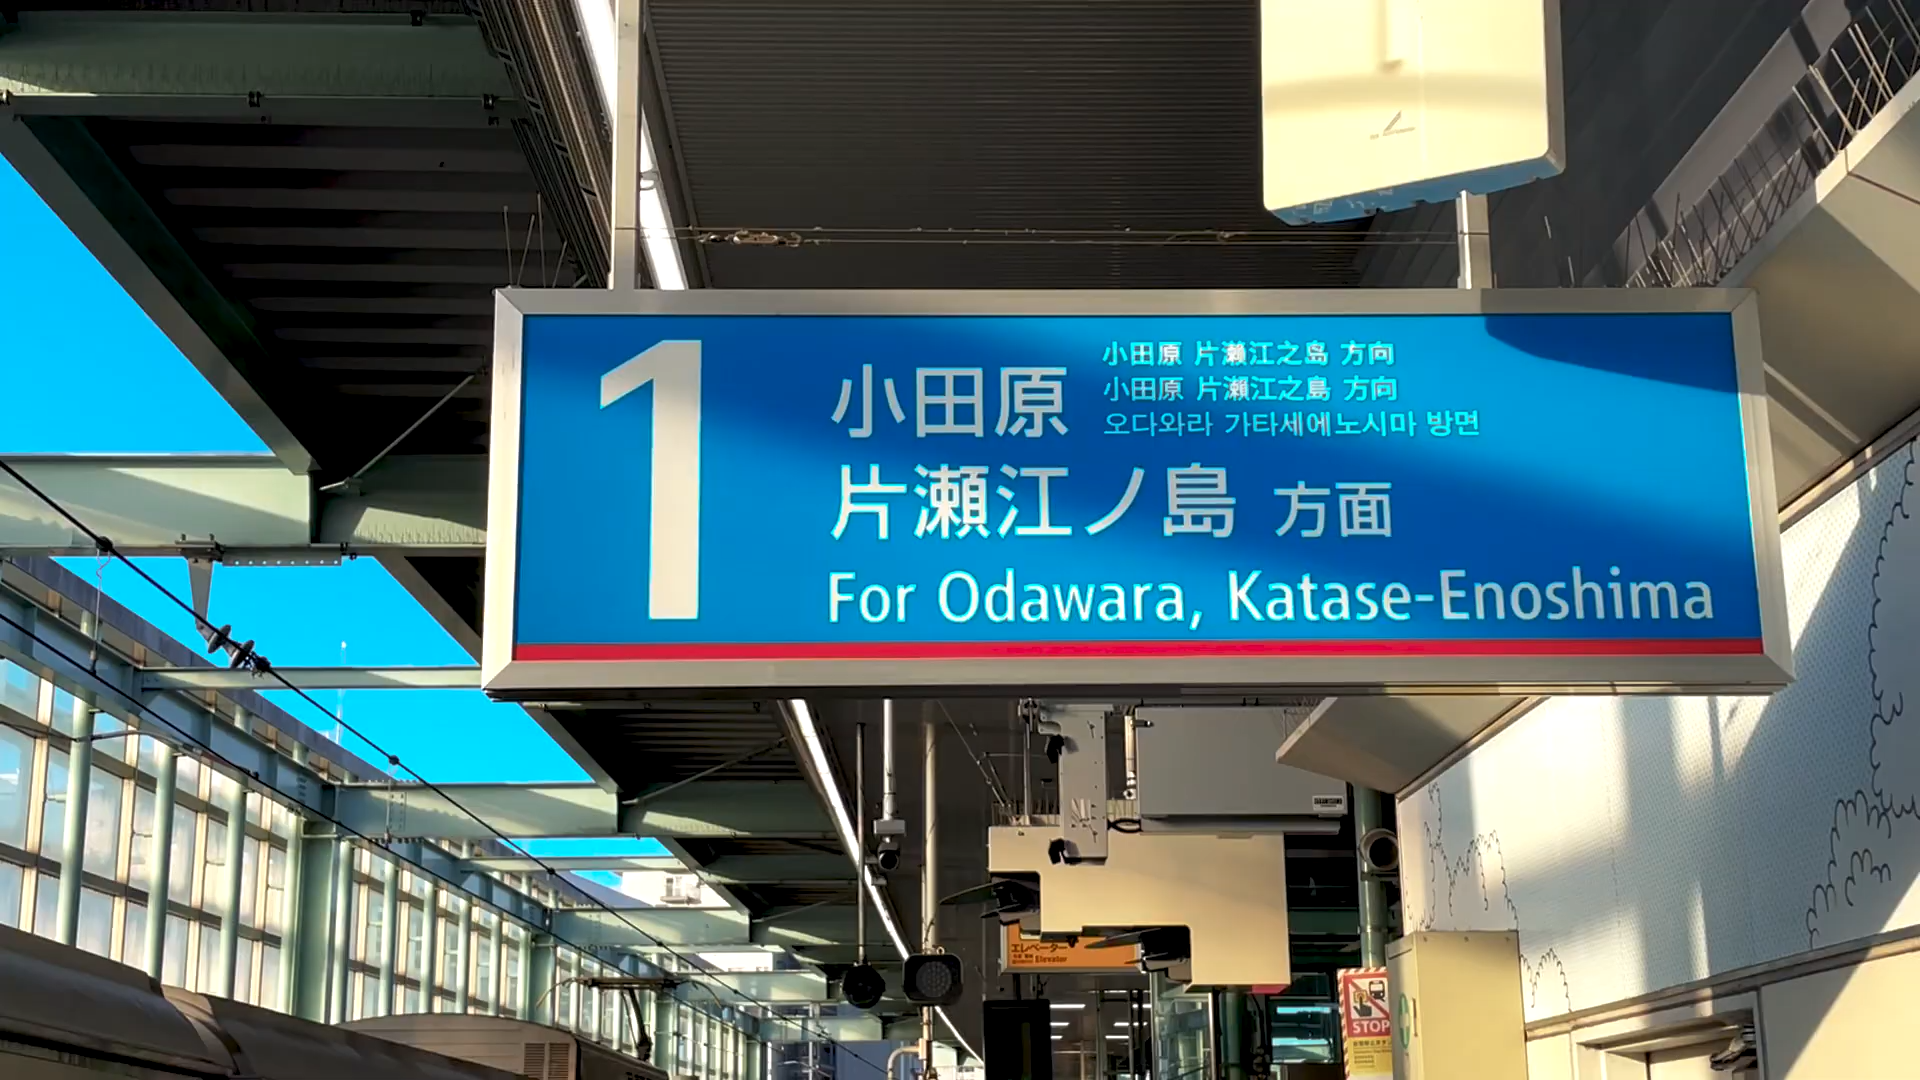 1
小田原
小田原 片濑江之岛 方向
小田原 片瀨江之島 方向
오다와라 가타세에노시마 방면
片瀬江ノ島 方面
For Odawara, Katase-Enoshima
エレベーター
Elevator
STOP